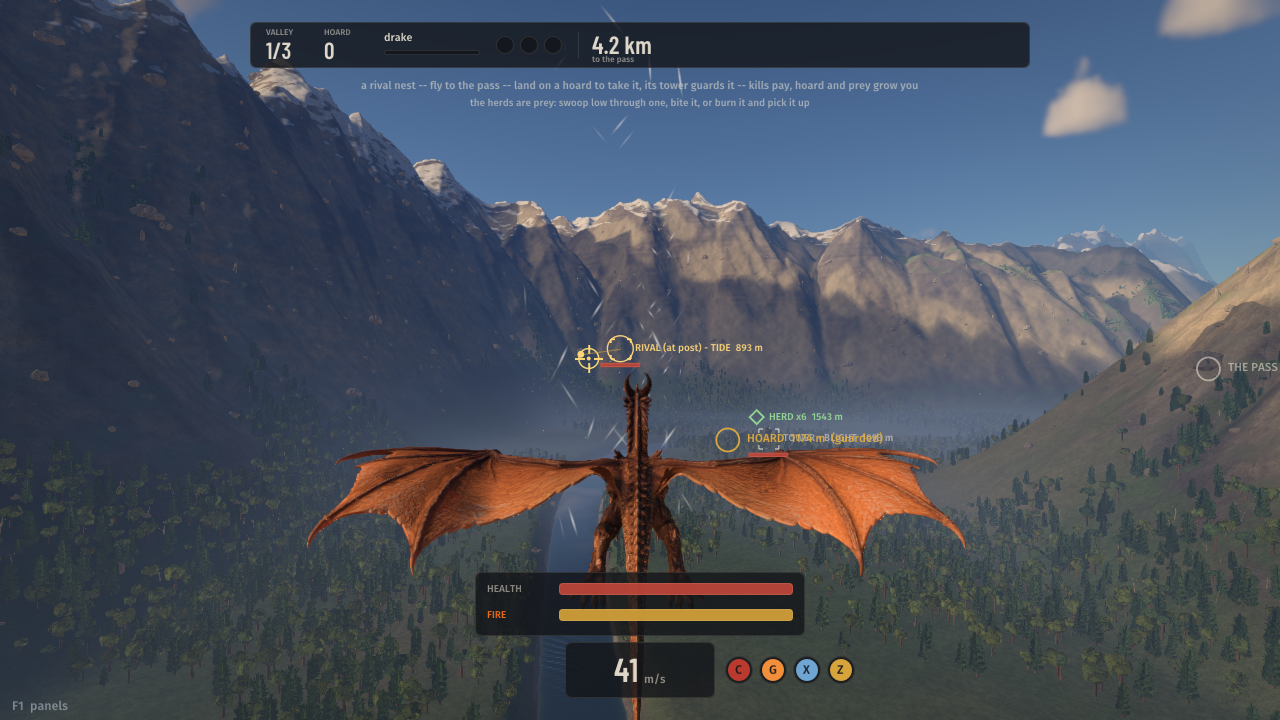 VALLEY
1/3
HOARD
0
drake
4.2 km
to the pass
a rival nest -- fly to the pass -- land on a hoard to take it, its tower guards it -- kills pay, hoard and prey grow you
the herds are prey: swoop low through one, bite it, or burn it and pick it up
RIVAL (at post) - TIDE 893 m
THE PASS
HERD x6 1543 m
HOARD (guarded)
HEALTH
FIRE
41 m/s
C G X Z
F1 panels